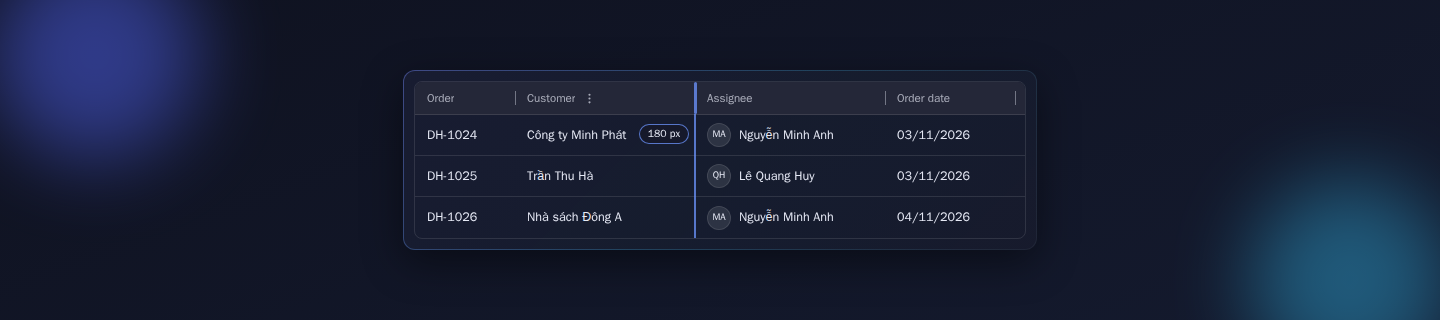 Order Customer Assignee Order date
DH-1024 Công ty Minh Phát 180 px MA Nguyễn Minh Anh 03/11/2026
DH-1025 Trần Thu Hà QH Lê Quang Huy 03/11/2026
DH-1026 Nhà sách Đông A MA Nguyễn Minh Anh 04/11/2026